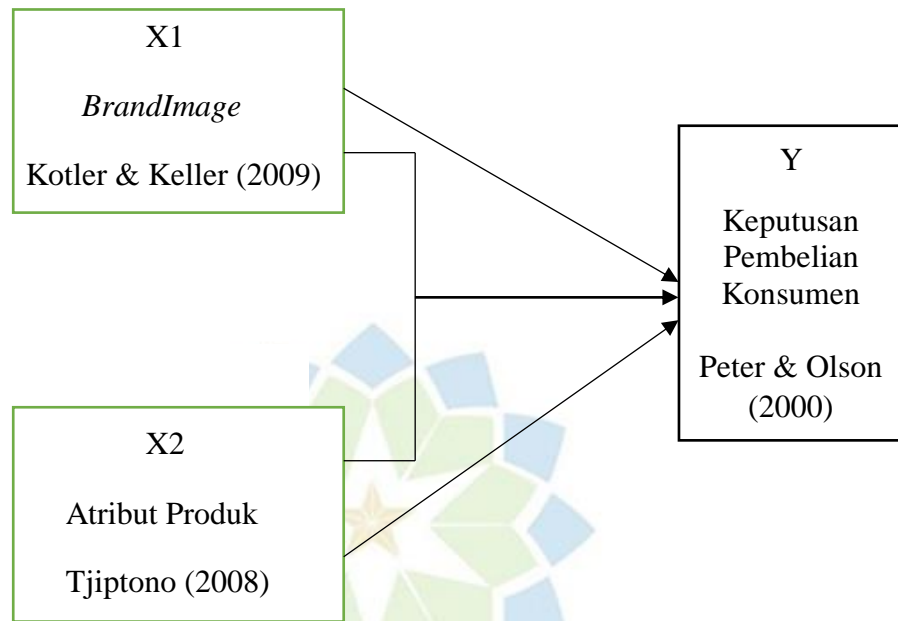 X1
BrandImage
Kotler & Keller (2009)
Y
Keputusan
Pembelian
Konsumen
Peter & Olson
(2000)
X2
Atribut Produk
Tjiptono (2008)